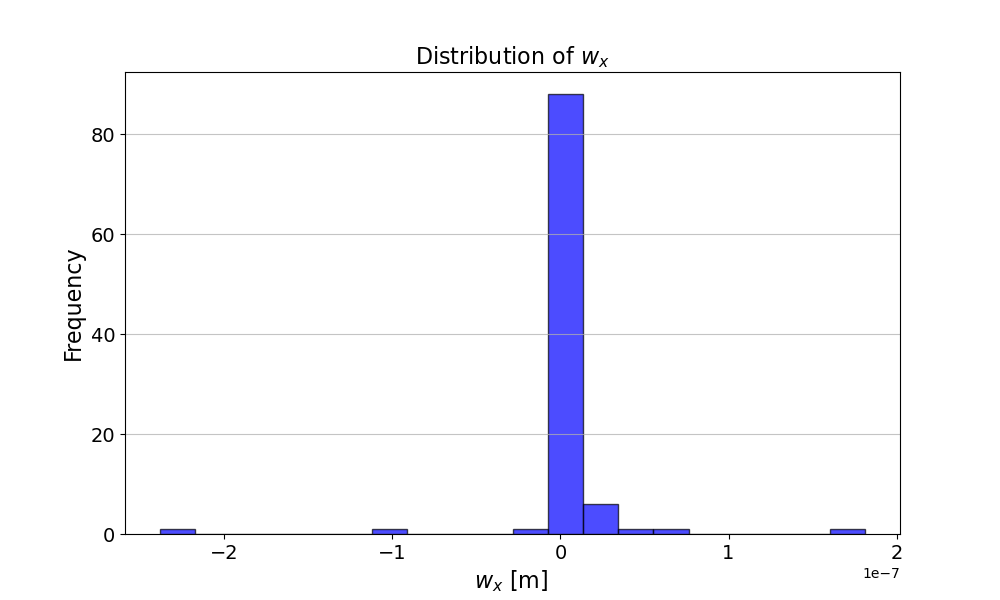 Distribution of $w_x$
80
60
40
20
0
Frequency
−2
−1
0
1
2
1e−7
$w_x$ [m]